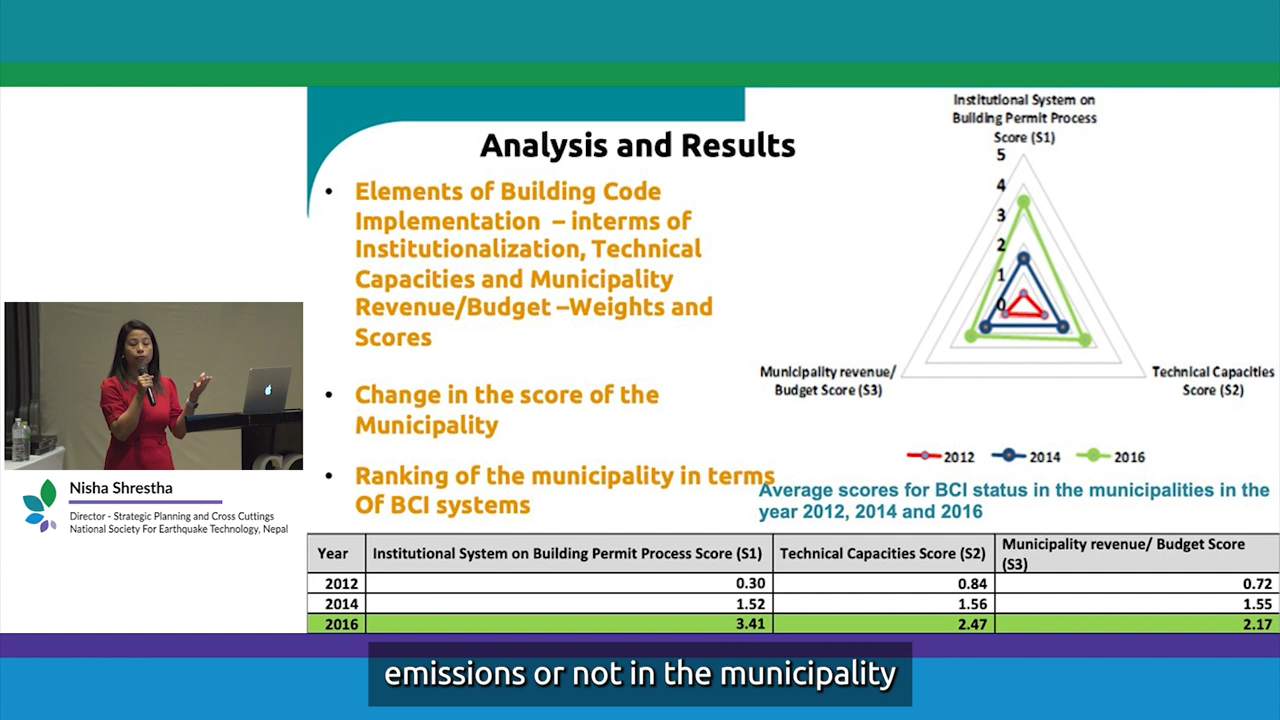 Analysis and Results
• Elements of Building Code
Implementation – interms of
Institutionalization, Technical
Capacities and Municipality
Revenue/Budget –Weights and
Scores
• Change in the score of the
Municipality
• Ranking of the municipality in terms
Of BCI systems
Institutional System on
Building Permit Process
Score (S1)
5
4
3
2
1
0
Municipality revenue/
Budget Score (S3)
Technical Capacities
Score (S2)
2012 2014 2016
Average scores for BCI status in the municipalities in the
year 2012, 2014 and 2016
Nisha Shrestha
Director - Strategic Planning and Cross Cuttings
National Society For Earthquake Technology, Nepal
Year Institutional System on Building Permit Process Score (S1) Technical Capacities Score (S2) Municipality revenue/ Budget Score
(S3)
2012 0.30 0.84 0.72
2014 1.52 1.56 1.55
2016 3.41 2.47 2.17
emissions or not in the municipality